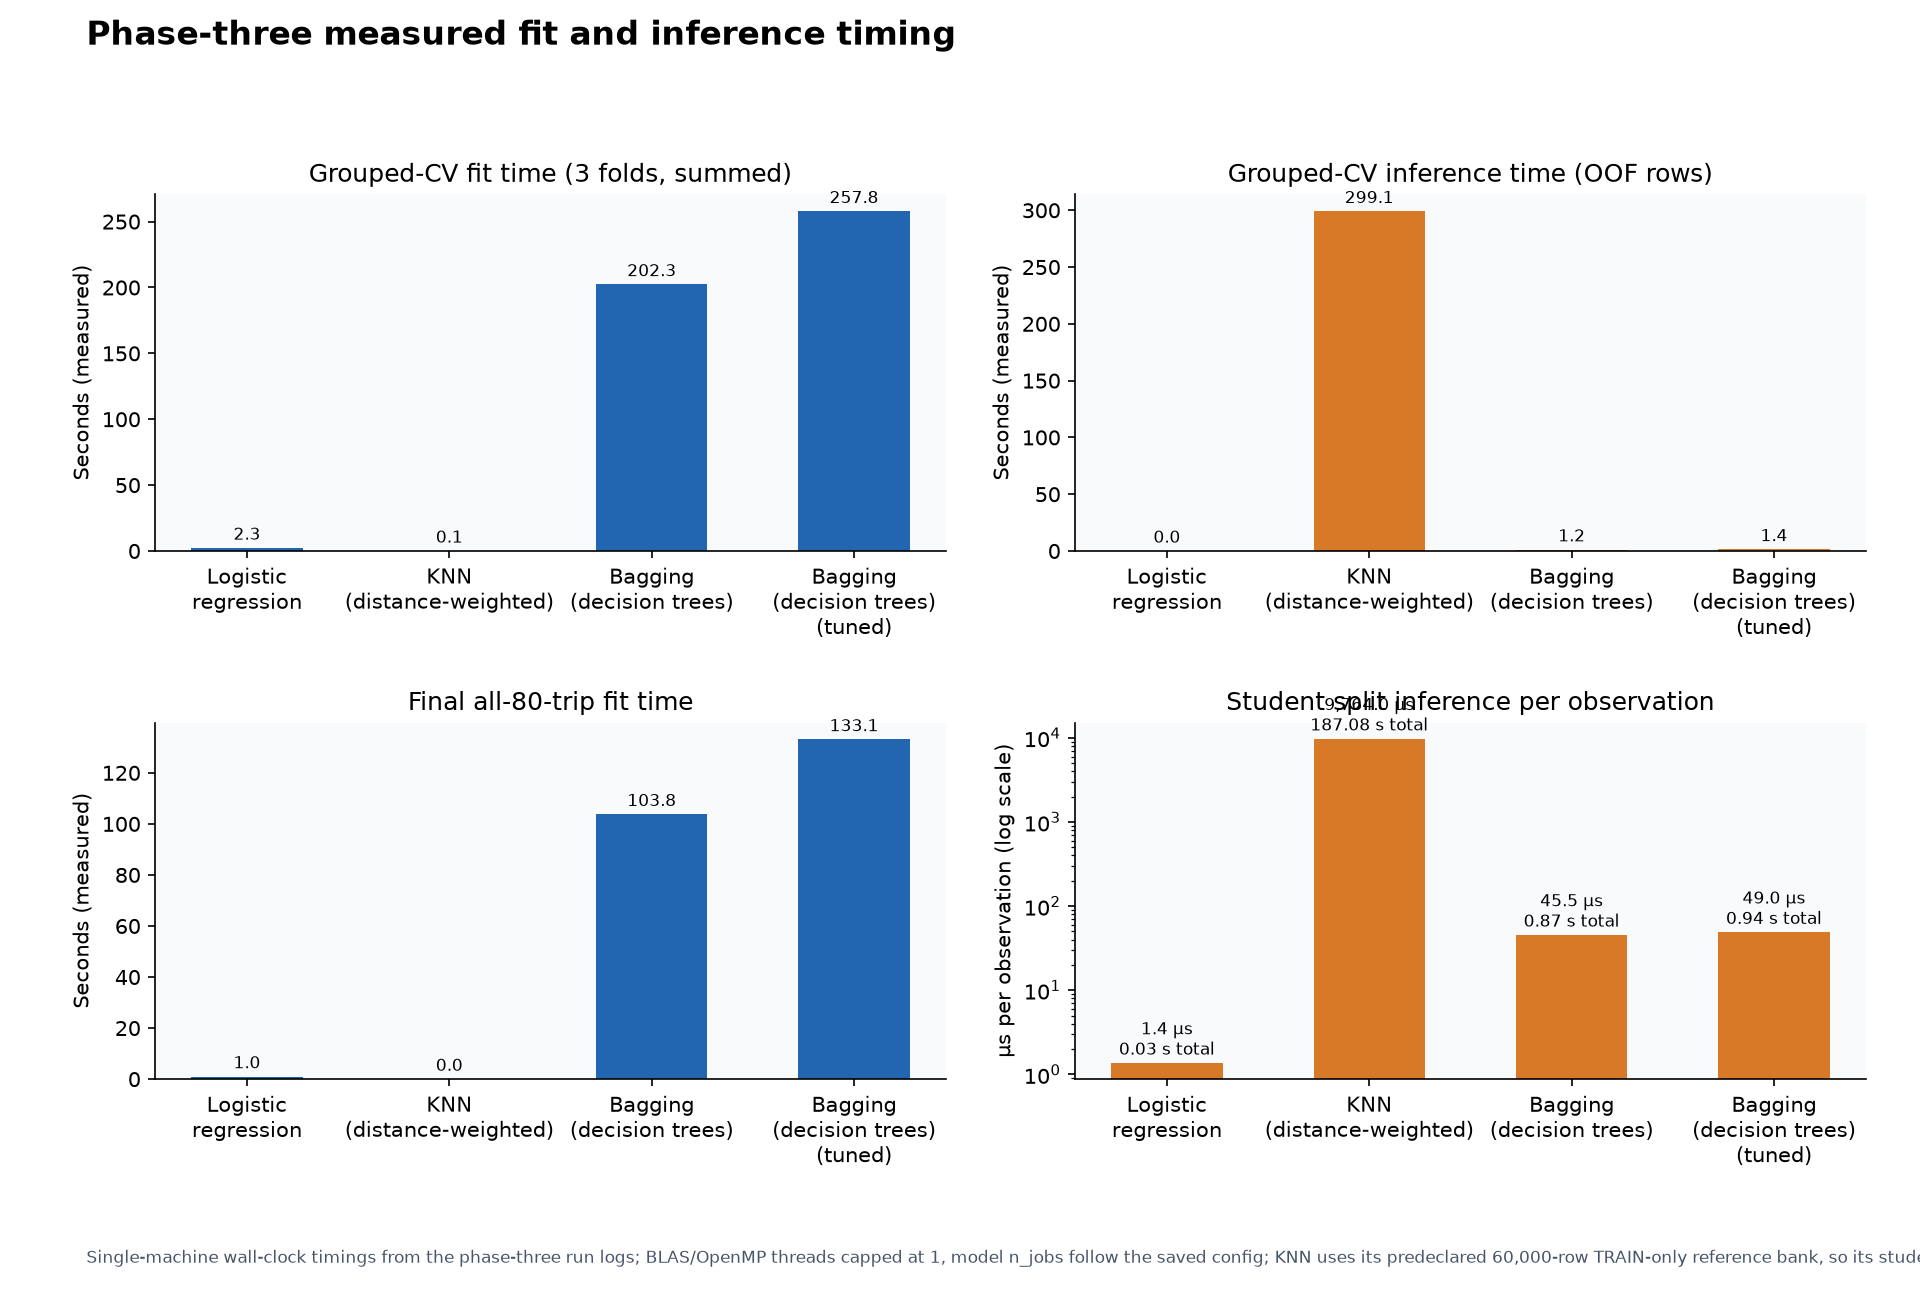 Phase-three measured fit and inference timing
Grouped-CV fit time (3 folds, summed)
Seconds (measured)
250
200
150
100
50
0
2.3
0.1
202.3
257.8
Logistic
regression
KNN
(distance-weighted)
Bagging
(decision trees)
Bagging
(decision trees)
(tuned)
Grouped-CV inference time (OOF rows)
Seconds (measured)
300
250
200
150
100
50
0
0.0
299.1
1.2
1.4
Logistic
regression
KNN
(distance-weighted)
Bagging
(decision trees)
Bagging
(decision trees)
(tuned)
Final all-80-trip fit time
Seconds (measured)
120
100
80
60
40
20
0
1.0
0.0
103.8
133.1
Logistic
regression
KNN
(distance-weighted)
Bagging
(decision trees)
Bagging
(decision trees)
(tuned)
Student split inference per observation
µs per observation (log scale)
10⁴
10³
10²
10¹
10⁰
1.4 µs
0.03 s total
µs
187.08 s total
45.5 µs
0.87 s total
49.0 µs
0.94 s total
Logistic
regression
KNN
(distance-weighted)
Bagging
(decision trees)
Bagging
(decision trees)
(tuned)
Single-machine wall-clock timings from the phase-three run logs; BLAS/OpenMP threads capped at 1, model n_jobs follow the saved config; KNN uses its predeclared 60,000-row TRAIN-only reference bank, so its stude